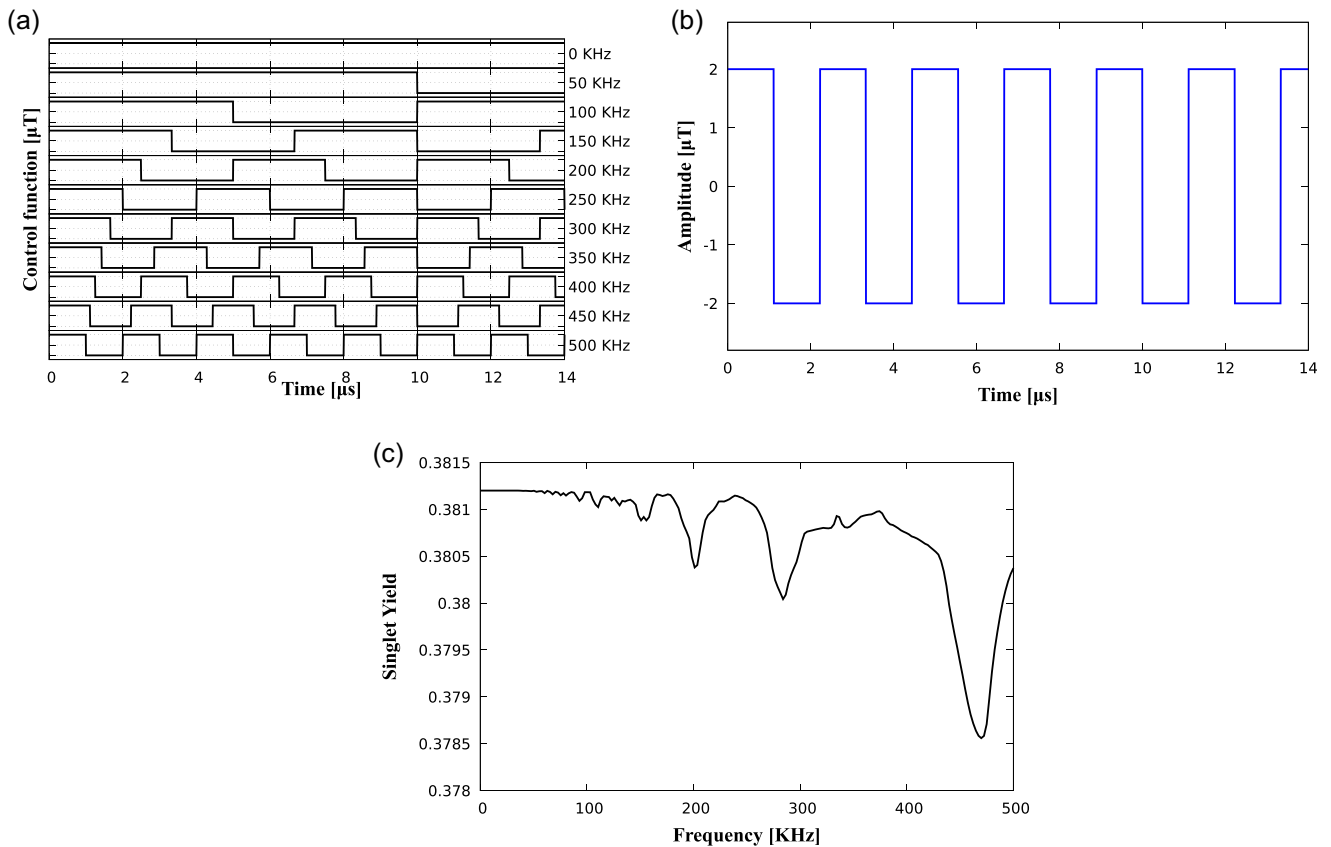 (a)
0 KHz
50 KHz
100 KHz
150 KHz
200 KHz
250 KHz
300 KHz
350 KHz
400 KHz
450 KHz
500 KHz
Control function [µT]
0 2 4 6 8 10 12 14
Time [µs]
(b)
2
1
0
-1
-2
Amplitude [µT]
0 2 4 6 8 10 12 14
Time [µs]
(c)
0.3815
0.381
0.3805
0.38
0.3795
0.379
0.3785
0.378
Singlet Yield
0 100 200 300 400 500
Frequency [KHz]